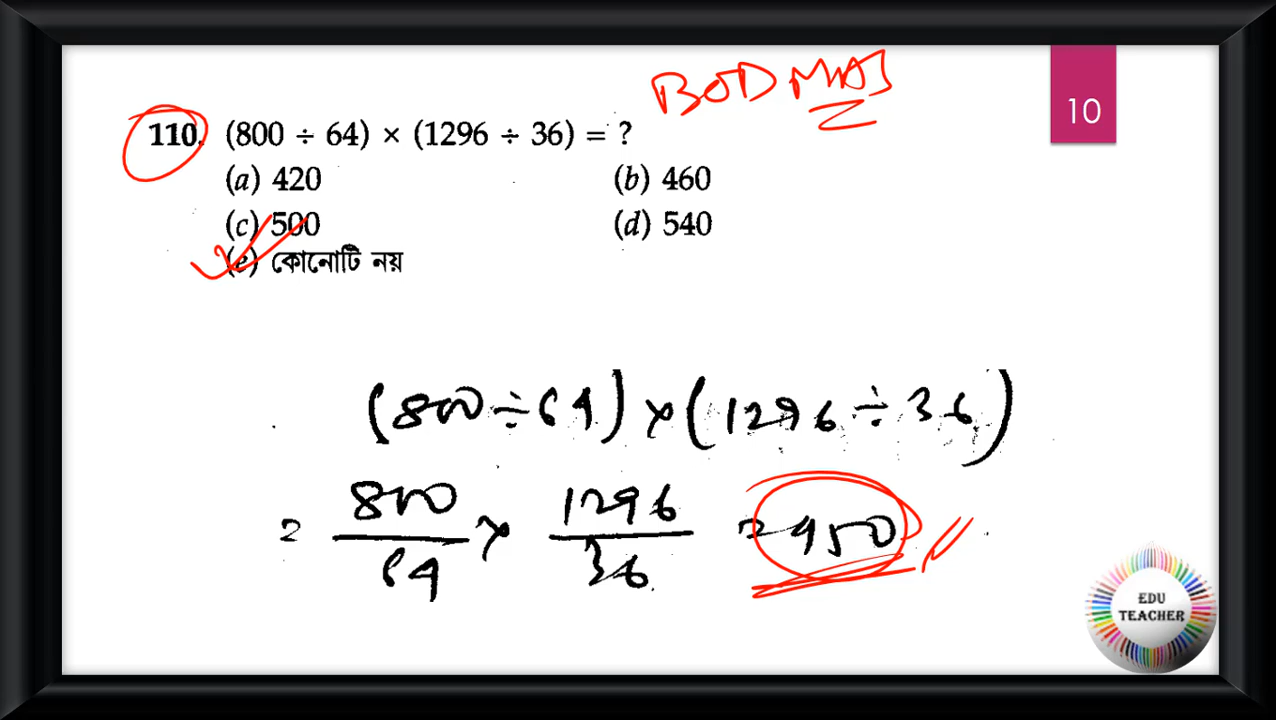 BODMAS
10
110. (800 ÷ 64) × (1296 ÷ 36) = ?
(a) 420 (b) 460
(c) 500 (d) 540
(e) কোনোটি নয়
(800 ÷ 64) × (1296 ÷ 36)
= 800/64 × 1296/36 = 450
EDU
TEACHER